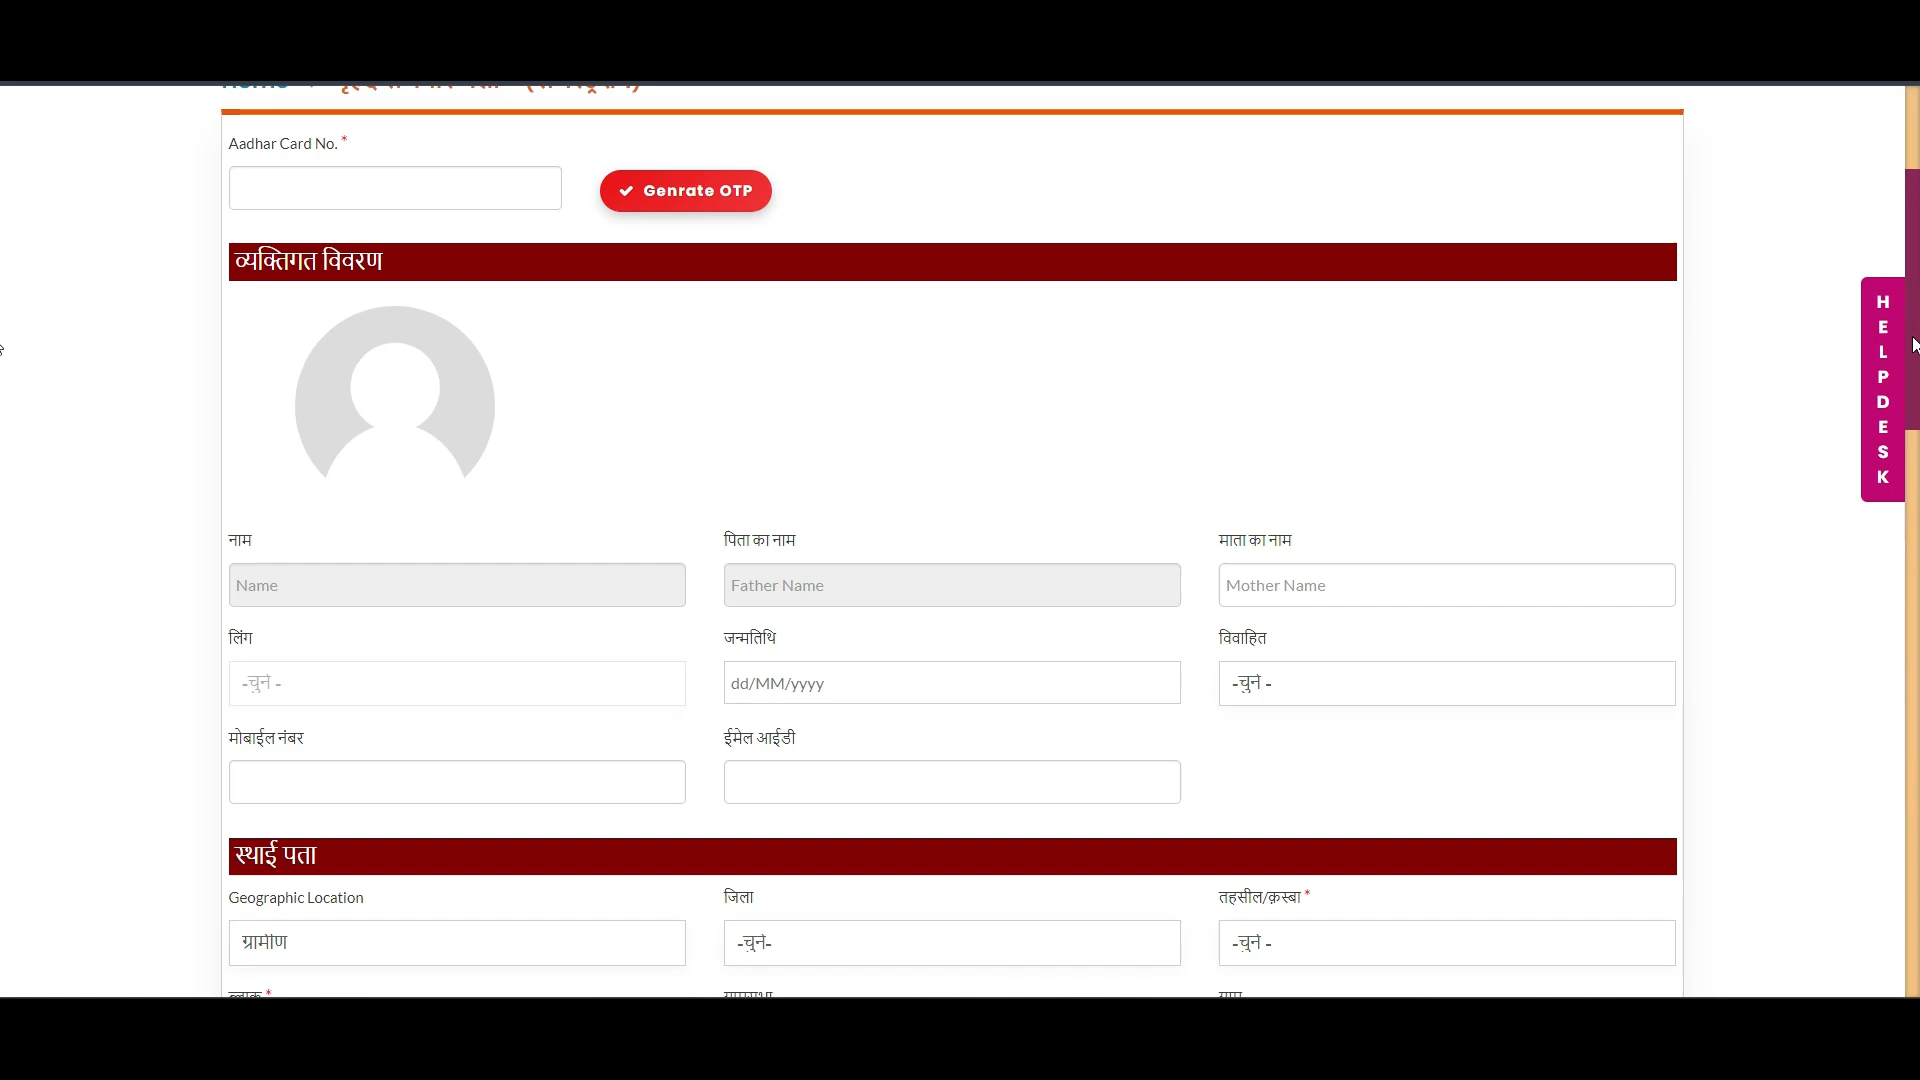 Aadhar Card No. *
Genrate OTP
व्यक्तिगत विवरण
नाम
पिता का नाम
माता का नाम
Name
Father Name
Mother Name
लिंग
जन्मतिथि
विवाहित
-चुनें -
dd/MM/yyyy
-चुनें -
मोबाईल नंबर
ईमेल आईडी
स्थाई पता
Geographic Location
जिला
तहसील/क़स्बा *
ग्रामीण
-चुनें-
-चुनें -
HELPDESK